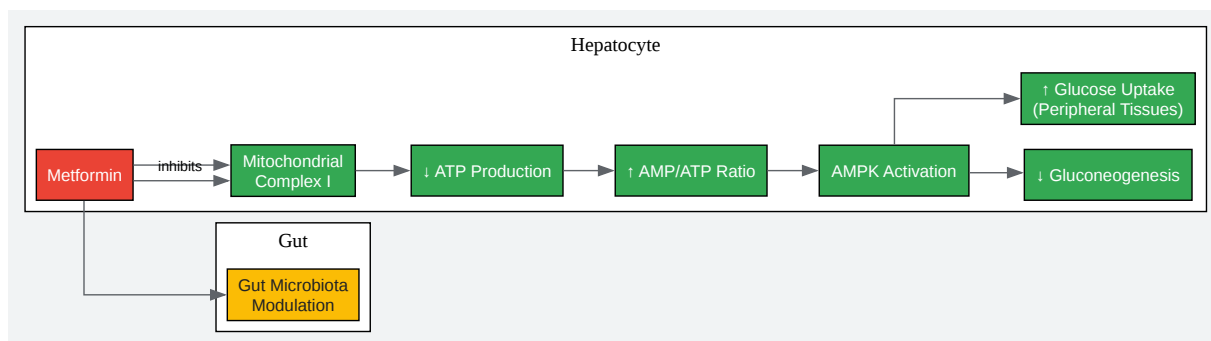 Hepatocyte
↑ Glucose Uptake
(Peripheral Tissues)
Metformin
inhibits
Mitochondrial
Complex I
↓ ATP Production
↑ AMP/ATP Ratio
AMPK Activation
↓ Gluconeogenesis
Gut
Gut Microbiota
Modulation